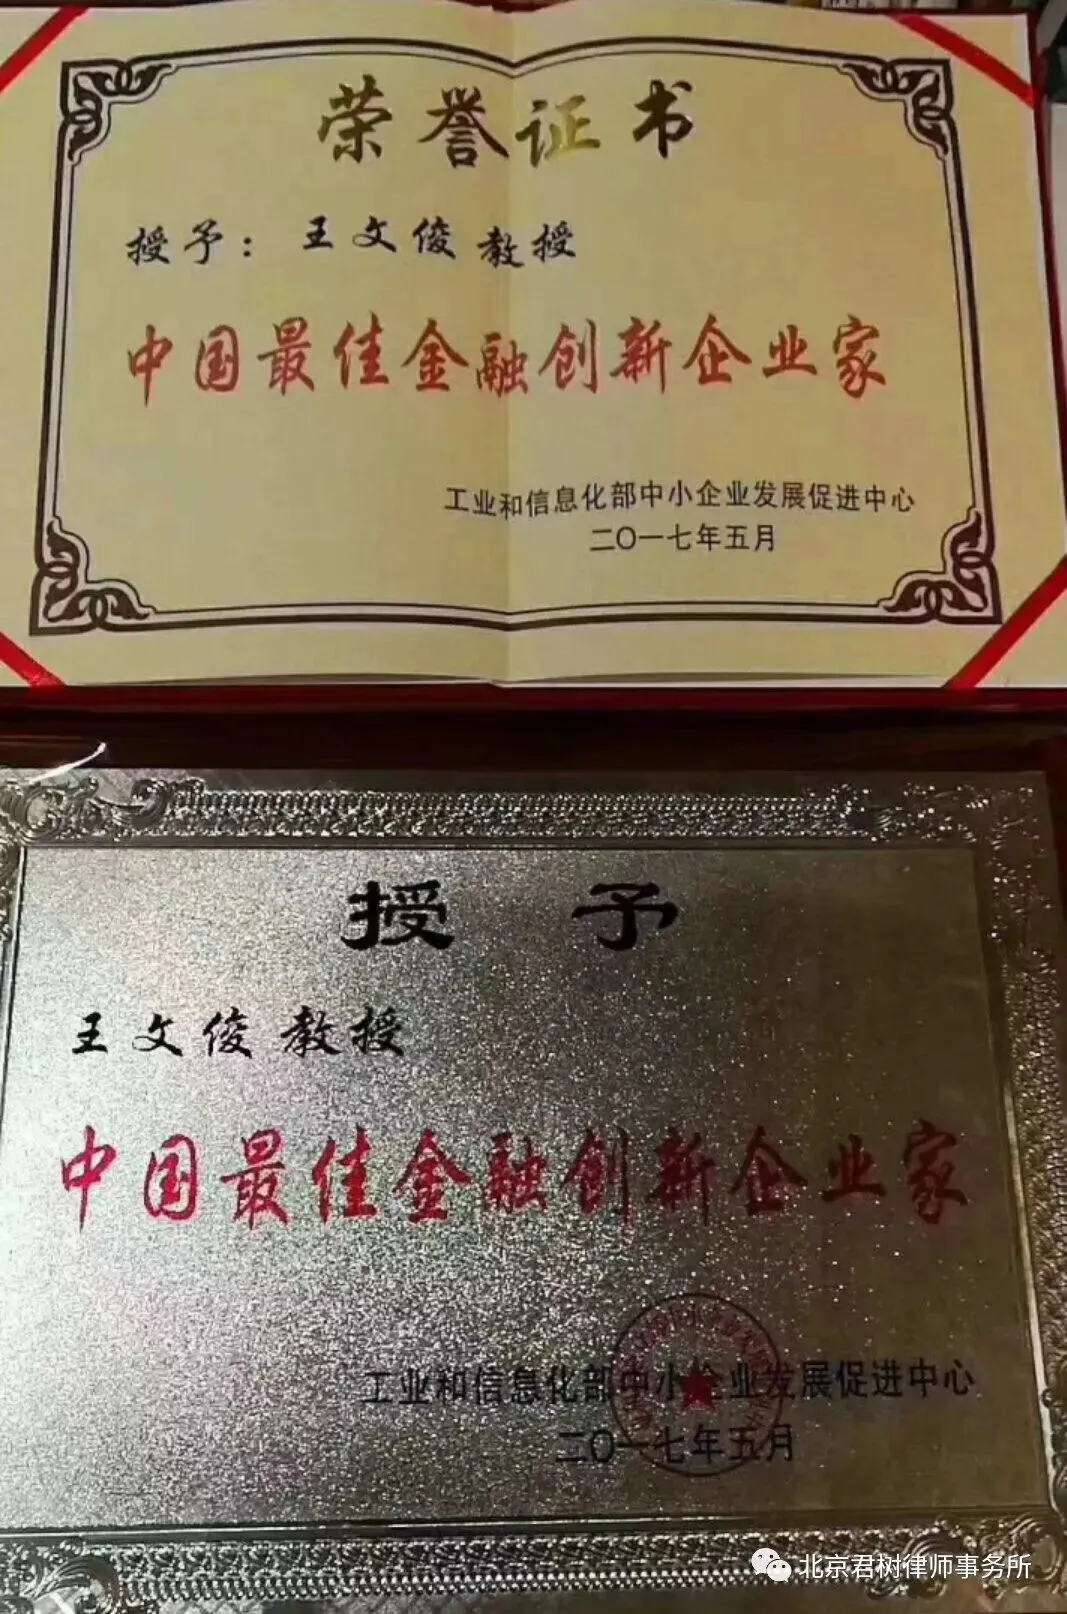 荣誉证书
授予：王文俊教授
中国最佳金融创新企业家
工业和信息化部中小企业发展促进中心
二〇一七年五月
授予
王文俊教授
中国最佳金融创新企业家
工业和信息化部中小企业发展促进中心
二〇一七年五月
北京君树律师事务所